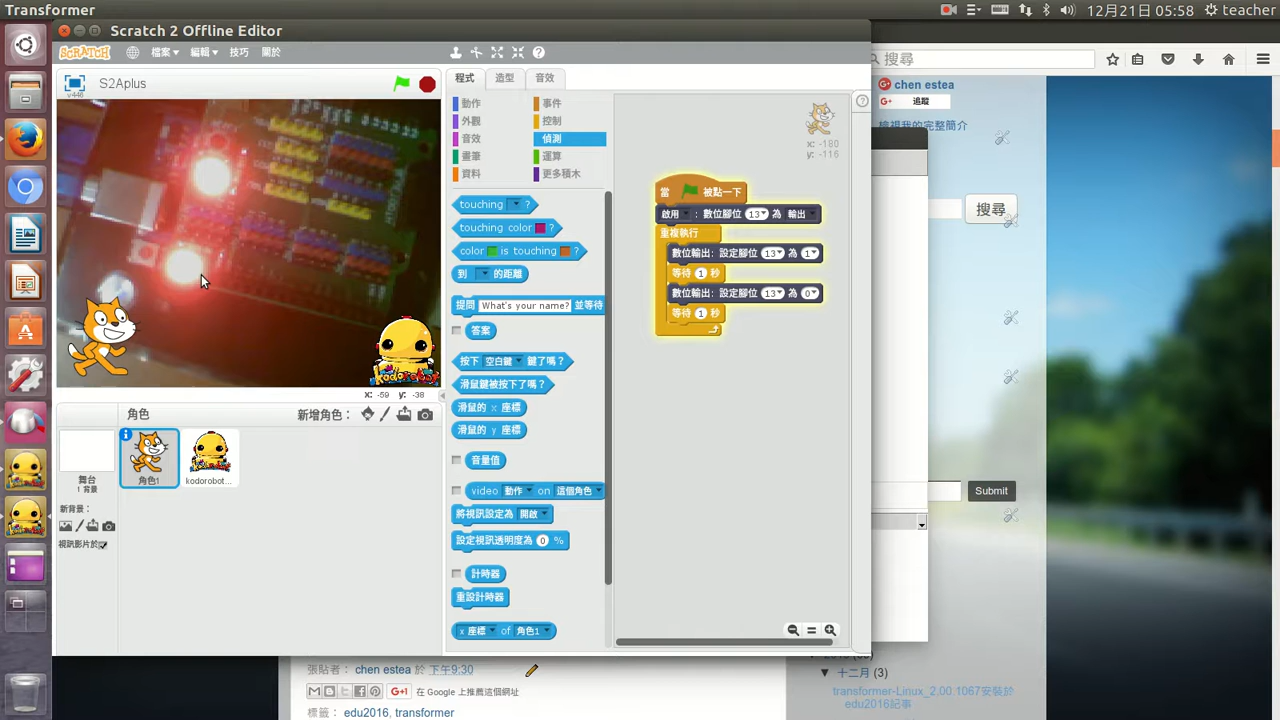 Transformer
12月21日 05:58 teacher
Scratch 2 Offline Editor
SCRATCH 檔案 編輯 技巧 關於
v446 S2Aplus
程式 造型 音效
動作 事件
外觀 控制
音效 偵測
畫筆 運算
資料 更多積木
touching ?
touching color ?
color is touching ?
到 的距離
提問 What's your name? 並等待
答案
按下 空白鍵 鍵了嗎?
滑鼠鍵被按下了嗎?
滑鼠的 x 座標
滑鼠的 y 座標
音量值
video 動作 on 這個角色
將視訊設定為 開啟
設定視訊透明度為 0 %
計時器
重設計時器
x 座標 of 角色1
x: -180
y: -116
當 被點一下
啟用 : 數位腳位 13 為 輸出
重複執行
數位輸出: 設定腳位 13 為 1
等待 1 秒
數位輸出: 設定腳位 13 為 0
等待 1 秒
kodorobot
x: -59 y: -38
角色 新增角色:
舞台
1 背景
角色1
kodorobot...
新背景:
視訊影片於
搜尋
chen estea
追蹤
檢視我的完整簡介
搜尋
Submit
張貼者: chen estea 於 下午9:30
G+1 在 Google 上推薦這個網址
標籤: edu2016, transformer
十二月 (3)
transformer-Linux_2.00.1067安裝於
edu2016記事